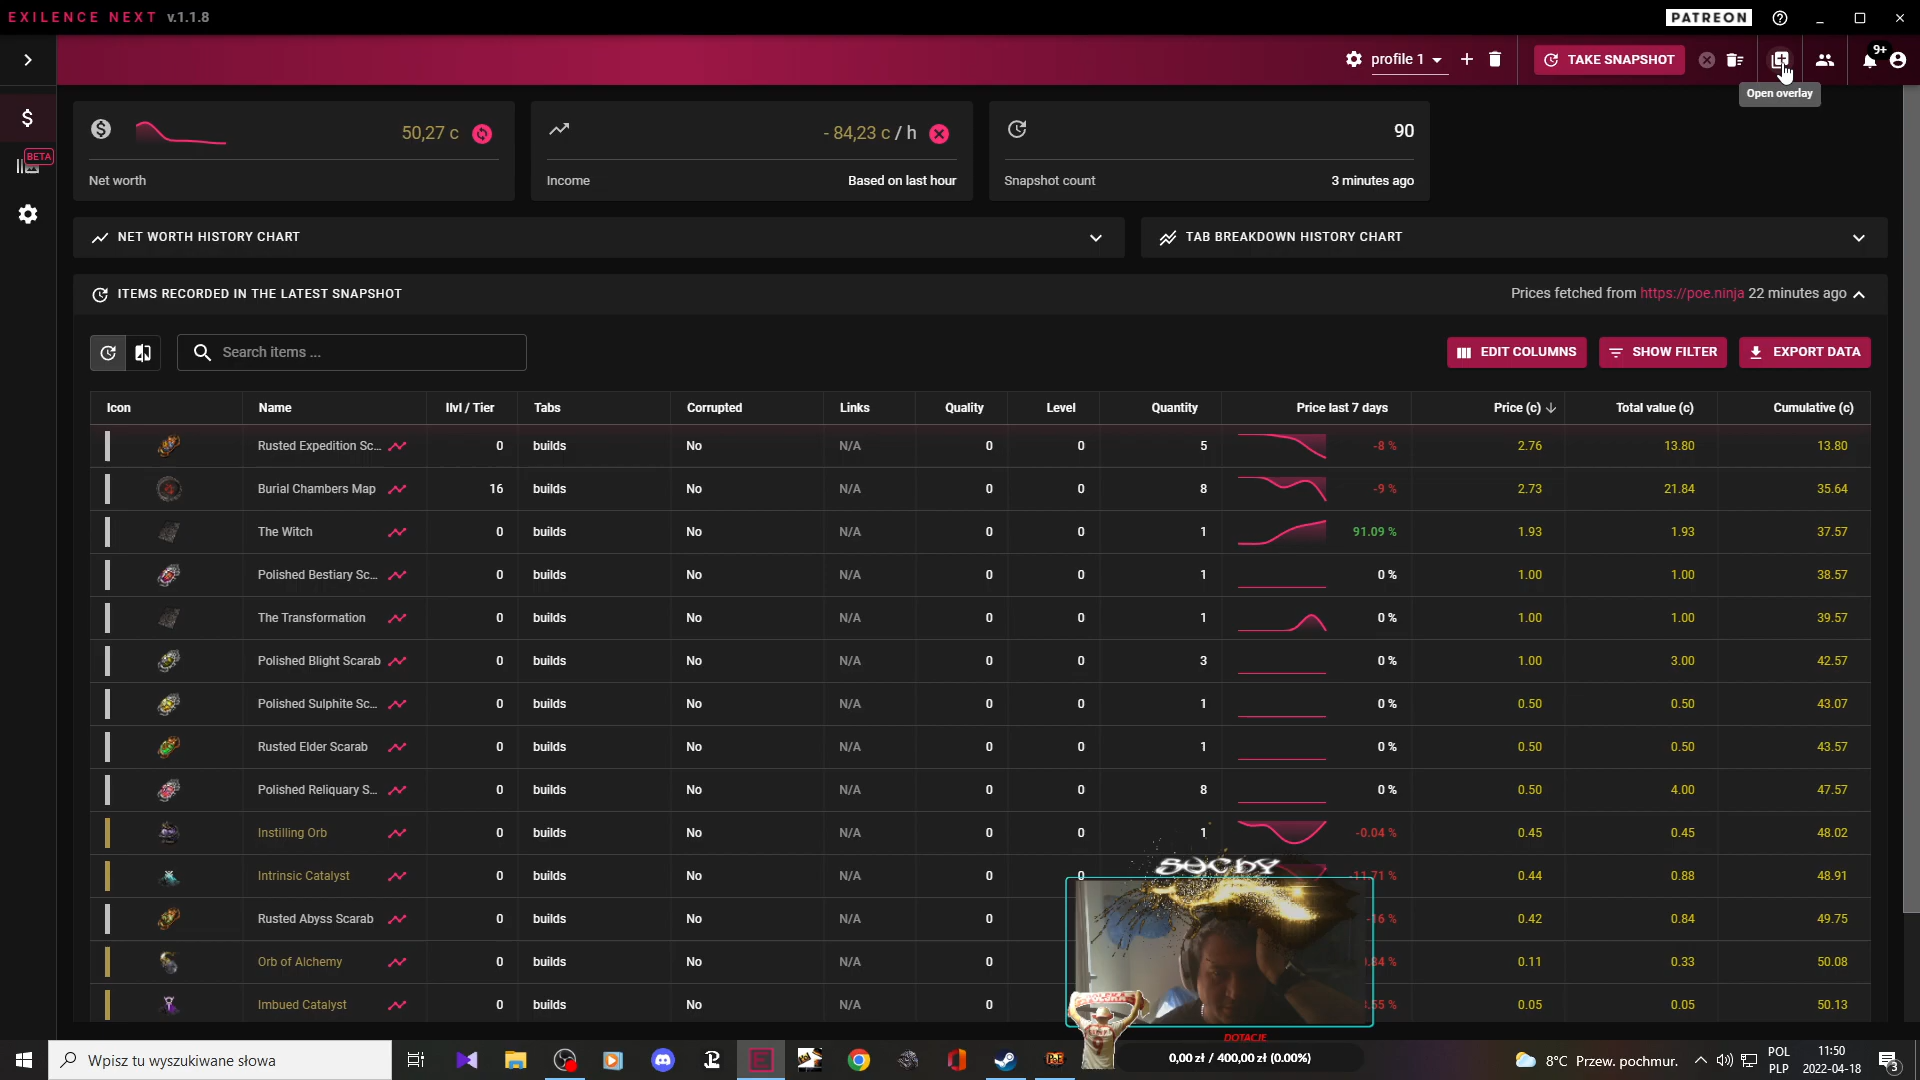 EXILENCE NEXT v.1.1.8
PATREON
profile 1
TAKE SNAPSHOT
9+
Open overlay
BETA
50,27 c
Net worth
- 84,23 c / h
Income
Based on last hour
90
Snapshot count
3 minutes ago
NET WORTH HISTORY CHART
TAB BREAKDOWN HISTORY CHART
ITEMS RECORDED IN THE LATEST SNAPSHOT
Prices fetched from https://poe.ninja 22 minutes ago
Search items ...
EDIT COLUMNS
SHOW FILTER
EXPORT DATA
Icon Name Ilvl / Tier Tabs Corrupted Links Quality Level Quantity Price last 7 days Price (c) Total value (c) Cumulative (c)
Rusted Expedition Sc... 0 builds No N/A 0 0 5 -8 % 2.76 13.80 13.80
Burial Chambers Map 16 builds No N/A 0 0 8 -9 % 2.73 21.84 35.64
The Witch 0 builds No N/A 0 0 1 91.09 % 1.93 1.93 37.57
Polished Bestiary Sc... 0 builds No N/A 0 0 1 0 % 1.00 1.00 38.57
The Transformation 0 builds No N/A 0 0 1 0 % 1.00 1.00 39.57
Polished Blight Scarab 0 builds No N/A 0 0 3 0 % 1.00 3.00 42.57
Polished Sulphite Sc... 0 builds No N/A 0 0 1 0 % 0.50 0.50 43.07
Rusted Elder Scarab 0 builds No N/A 0 0 1 0 % 0.50 0.50 43.57
Polished Reliquary S... 0 builds No N/A 0 0 8 0 % 0.50 4.00 47.57
Instilling Orb 0 builds No N/A 0 0 1 -0.04 % 0.45 0.45 48.02
Intrinsic Catalyst 0 builds No N/A 0 0 -11.71 % 0.44 0.88 48.91
Rusted Abyss Scarab 0 builds No N/A 0 16 % 0.42 0.84 49.75
Orb of Alchemy 0 builds No N/A 0 0.11 0.33 50.08
Imbued Catalyst 0 builds No N/A 0 0.05 0.05 50.13
SUCHY
POLSKA
DOTACJE
0,00 zł / 400,00 zł (0.00%)
Wpisz tu wyszukiwane słowa
8°C Przew. pochmur.
POL
PLP
11:50
2022-04-18
3